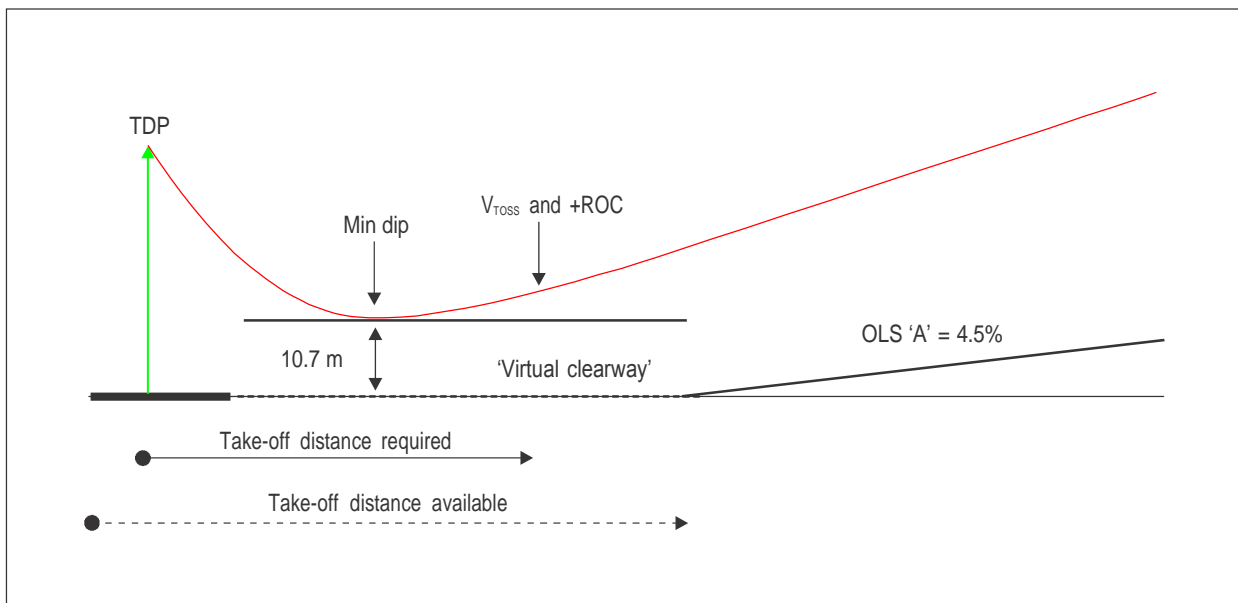 TDP
V_TOSS and +ROC
Min dip
OLS ‘A’ = 4.5%
10.7 m
‘Virtual clearway’
Take-off distance required
Take-off distance available